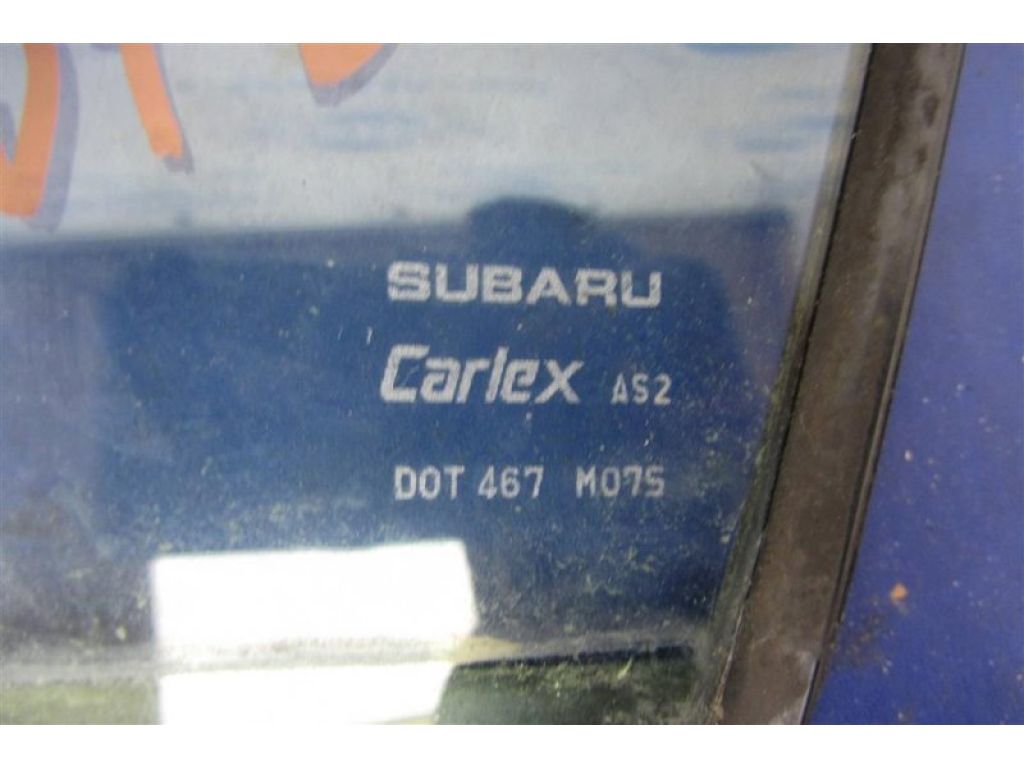 SUBARU
Carlex AS2
DOT 467 M07S